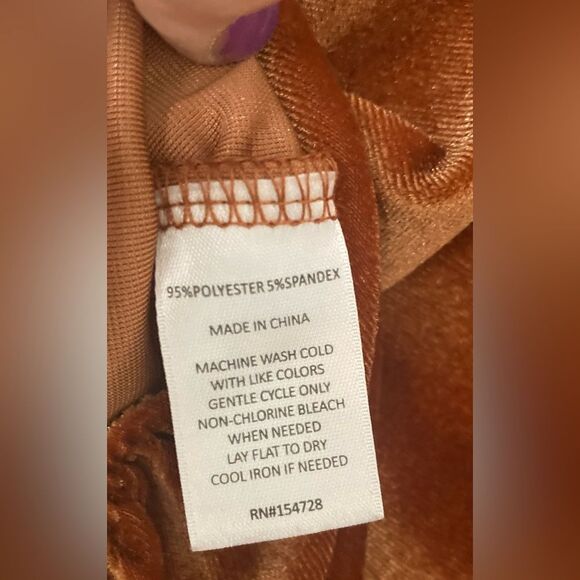 95%POLYESTER 5%SPANDEX
MADE IN CHINA
MACHINE WASH COLD
WITH LIKE COLORS
GENTLE CYCLE ONLY
NON-CHLORINE BLEACH
WHEN NEEDED
LAY FLAT TO DRY
COOL IRON IF NEEDED
RN#154728